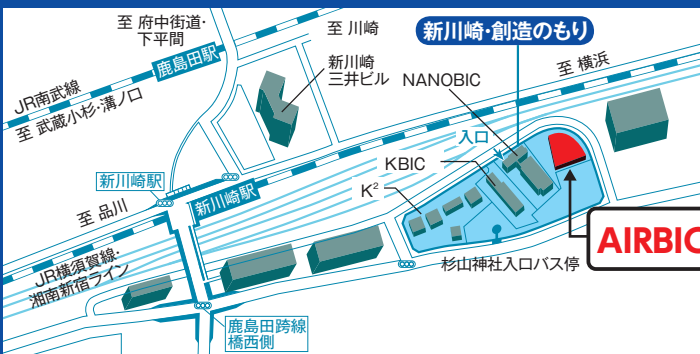 至 府中街道・
下平間
至 川崎
新川崎・創造のもり
鹿島田駅
新川崎
三井ビル
NANOBIC
至 横浜
JR南武線
至 武蔵小杉・溝ノ口
入口
KBIC
新川崎駅
K²
新川崎駅
至 品川
AIRBIC
杉山神社入口バス停
JR横須賀線・
湘南新宿ライン
鹿島田跨線
橋西側